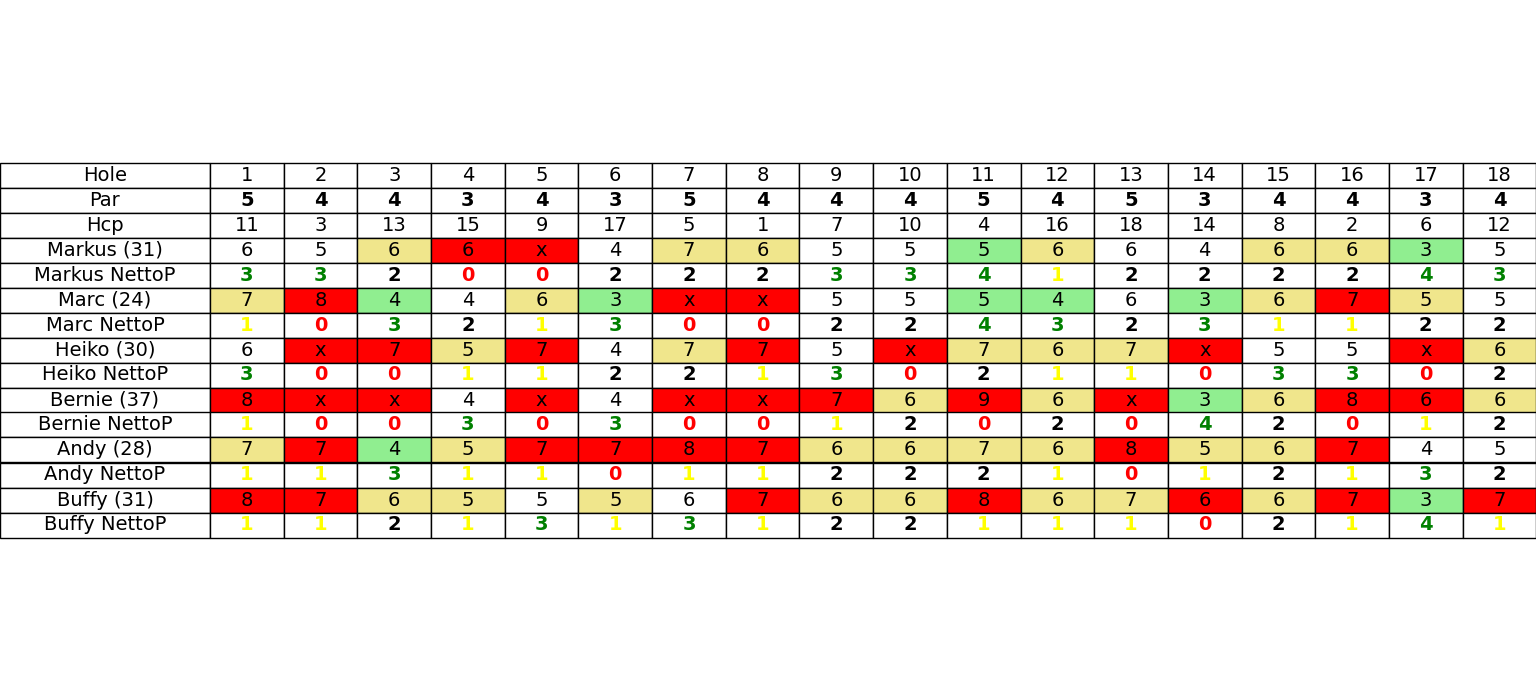 Hole 1 2 3 4 5 6 7 8 9 10 11 12 13 14 15 16 17 18
Par 5 4 4 3 4 3 5 4 4 4 5 4 5 3 4 4 3 4
Hcp 11 3 13 15 9 17 5 1 7 10 4 16 18 14 8 2 6 12
Markus (31) 6 5 6 6 x 4 7 6 5 5 5 6 6 4 6 6 3 5
Markus NettoP 3 3 2 0 0 2 2 2 3 3 4 1 2 2 2 2 4 3
Marc (24) 7 8 4 4 6 3 x x 5 5 5 4 6 3 6 7 5 5
Marc NettoP 1 0 3 2 1 3 0 0 2 2 4 3 2 3 1 1 2 2
Heiko (30) 6 x 7 5 7 4 7 7 5 x 7 6 7 x 5 5 x 6
Heiko NettoP 3 0 0 1 1 2 2 1 3 0 2 1 1 0 3 3 0 2
Bernie (37) 8 x x 4 x 4 x x 7 6 9 6 x 3 6 8 6 6
Bernie NettoP 1 0 0 3 0 3 0 0 1 2 0 2 0 4 2 0 1 2
Andy (28) 7 7 4 5 7 7 8 7 6 6 7 6 8 5 6 7 4 5
Andy NettoP 1 1 3 1 1 0 1 1 2 2 2 1 0 1 2 1 3 2
Buffy (31) 8 7 6 5 5 5 6 7 6 6 8 6 7 6 6 7 3 7
Buffy NettoP 1 1 2 1 3 1 3 1 2 2 1 1 1 0 2 1 4 1